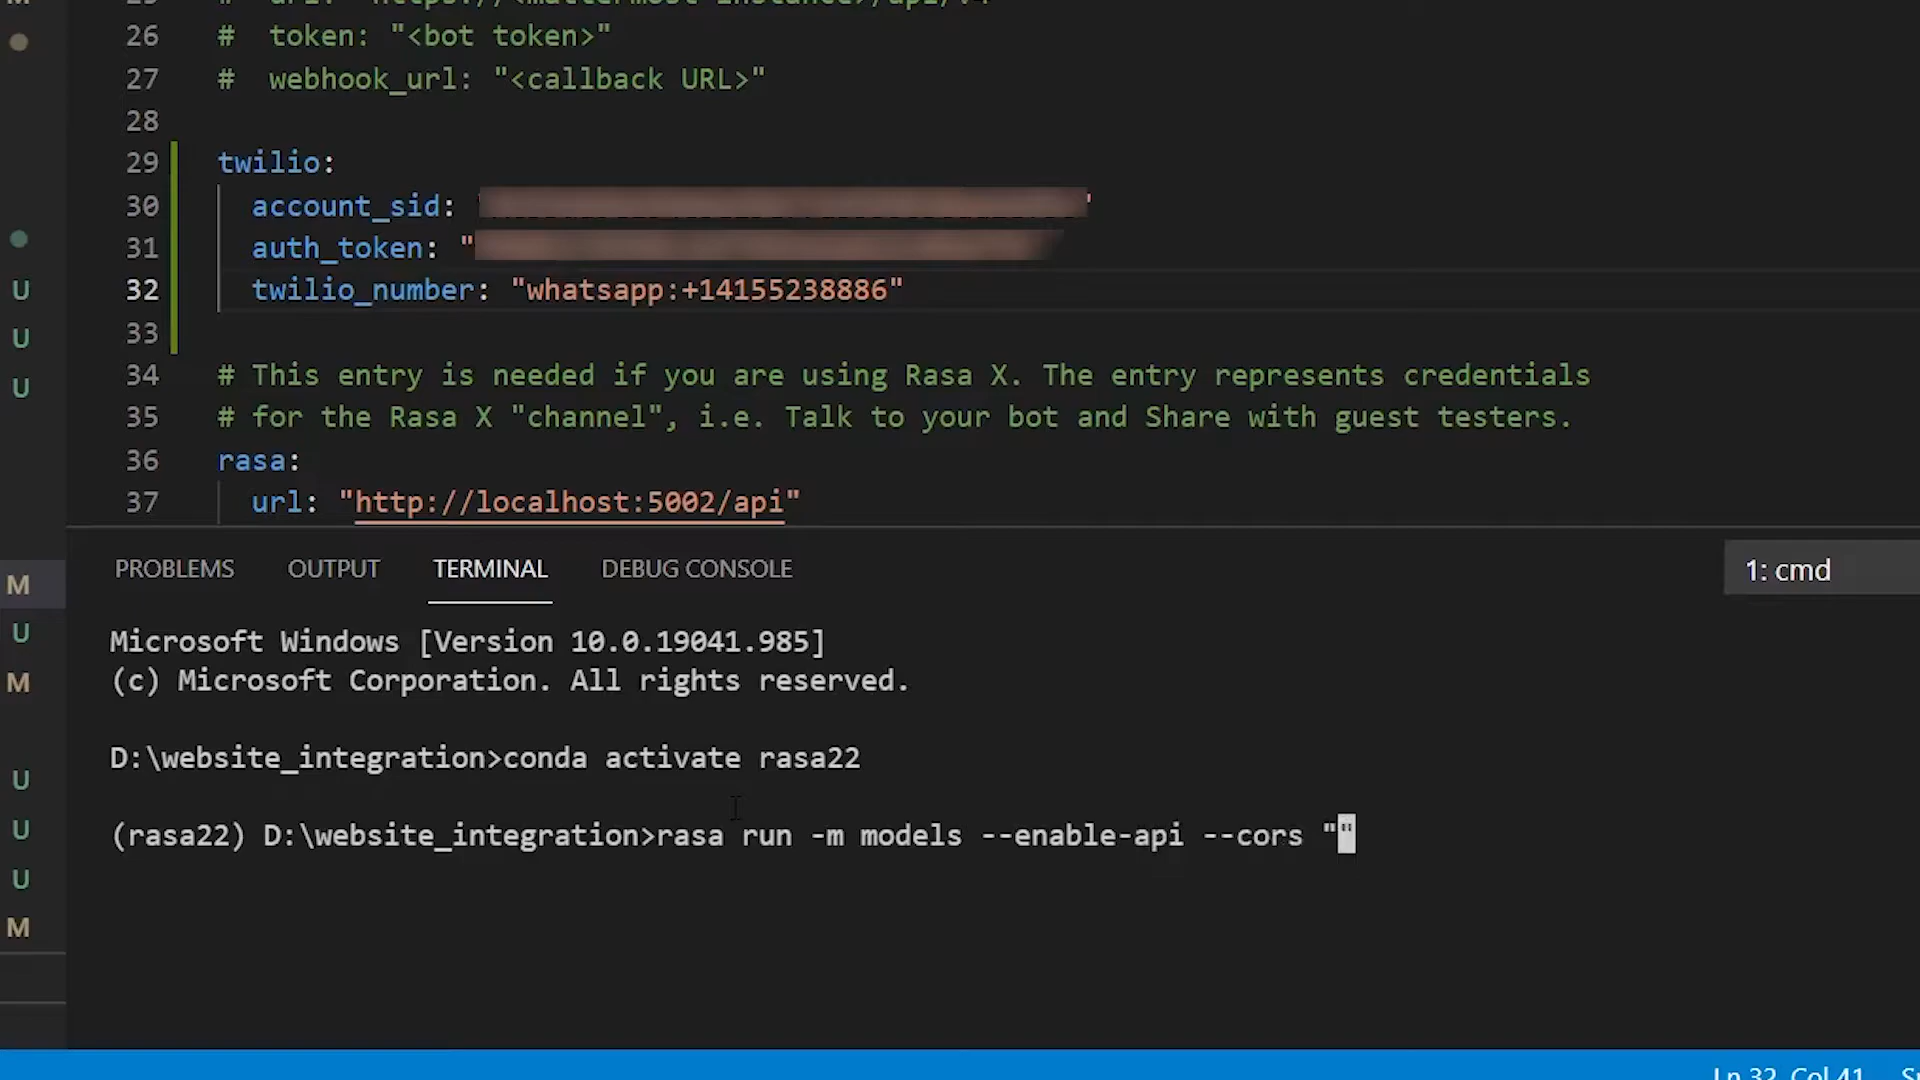 26 #  token: "<bot token>"
27 #  webhook_url: "<callback URL>"
28
29 twilio:
30   account_sid: '
31   auth_token: "
32   twilio_number: "whatsapp:+14155238886"
33
34 # This entry is needed if you are using Rasa X. The entry represents credentials
35 # for the Rasa X "channel", i.e. Talk to your bot and Share with guest testers.
36 rasa:
37   url: "http://localhost:5002/api"
PROBLEMS OUTPUT TERMINAL DEBUG CONSOLE 1: cmd
Microsoft Windows [Version 10.0.19041.985]
(c) Microsoft Corporation. All rights reserved.
D:\website_integration>conda activate rasa22
(rasa22) D:\website_integration>rasa run -m models --enable-api --cors ""
U
U
U
M
U
M
U
U
U
M
Ln 32, Col 41